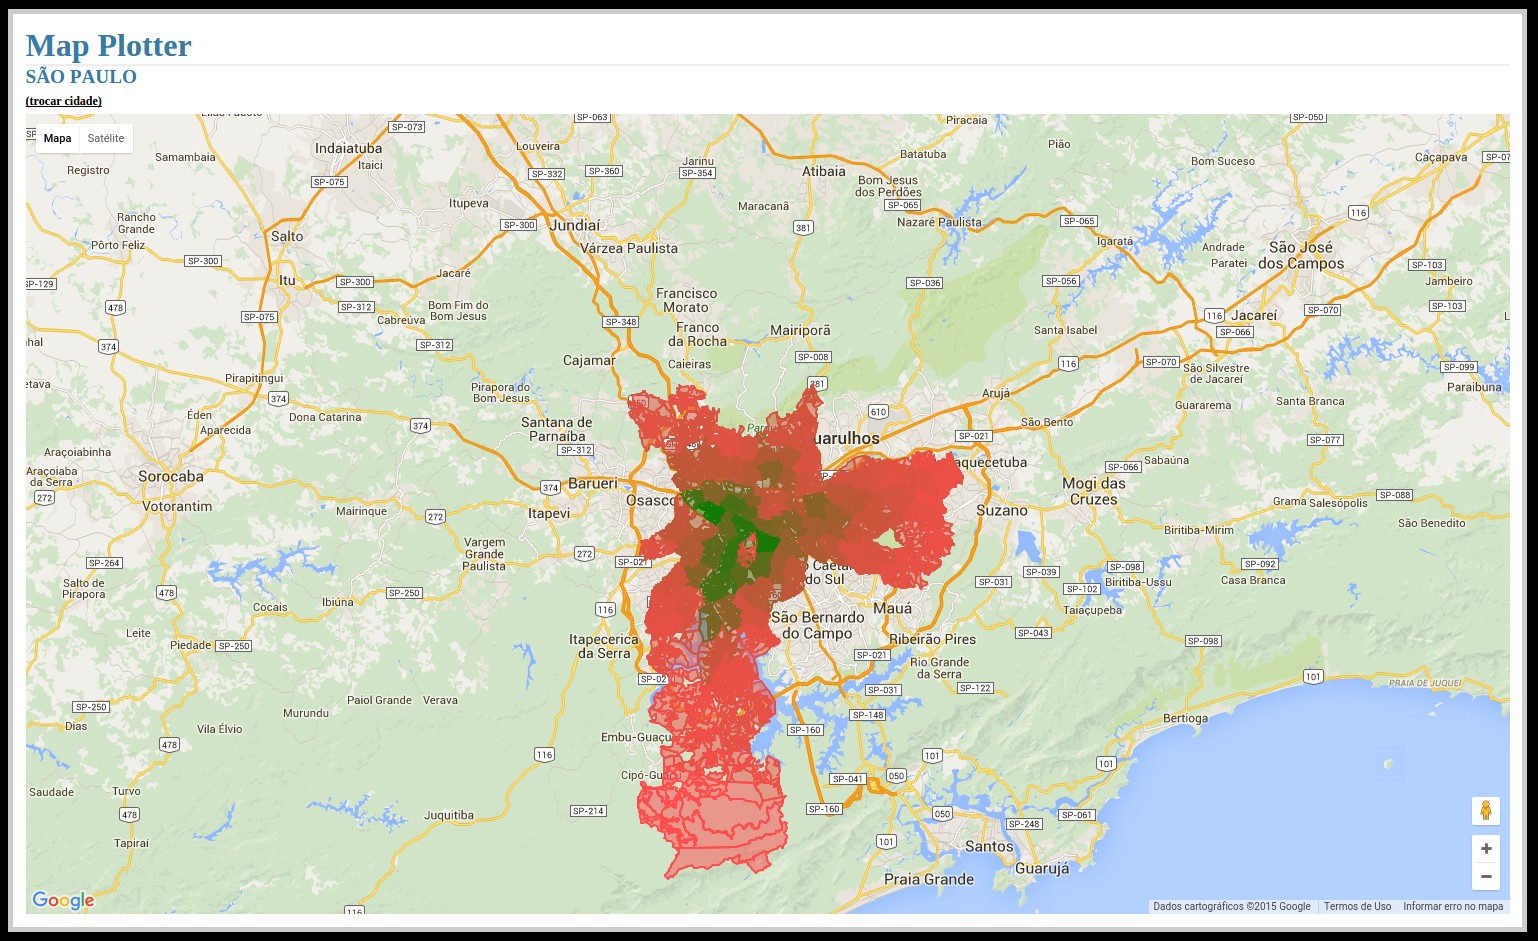 Map Plotter
SÃO PAULO
(trocar cidade)
Mapa Satélite
SP-073
SP-063
Piracaia
SP-050
Indaiatuba
Itaici
Louveira
Samambaia
Registro
SP-332
SP-360
Jarinu
SP-354
Atibaia
Batatuba
Pião
Bom Suceso
Caçapava
SP-07
SP-075
Bom Jesus
dos Perdões
SP-065
Itupeva
Maracanã
Nazaré Paulista
SP-065
116
Rancho
Grande
Pôrto Feliz
Salto
SP-300
Jundiaí
381
Igaratá
Andrade
Paratei
São José
dos Campos
Várzea Paulista
SP-300
SP-103
Jambeiro
SP-129
Itu
SP-300
Jacaré
SP-036
SP-056
478
SP-312
Bom Fim do
Bom Jesus
Francisco
Morato
SP-103
SP-075
Cabreúva
SP-348
Franco
da Rocha
Mairiporã
Santa Isabel
116
Jacareí
SP-070
SP-066
374
SP-312
Cajamar
Caieiras
SP-008
116
SP-070
São Silvestre
de Jacareí
SP-099
Paraibuna
Pirapitingui
Pirapora do
Bom Jesus
381
Arujá
374
Éden
Aparecida
Dona Catarina
374
Santana de
Parnaíba
SP-312
610
uarulhos
SP-021
São Bento
Guararema
Santa Branca
SP-077
Araçoiabinha
Araçoiaba
da Serra
272
Sorocaba
Votorantim
374
Barueri
Osasco
aquecetuba
SP-066
Sabaúna
Mogi das
Cruzes
Mairinque
272
Itapevi
Suzano
Grama
Salesópolis
SP-088
São Benedito
Biritiba-Mirim
Vargem
Grande
Paulista
272
SP-021
SP-264
Salto de
Pirapora
SP-039
SP-098
SP-092
Casa Branca
478
Cocais
Ibiúna
SP-250
116
do Sul
SP-031
SP-102
Biritiba-Ussu
Taiaçupeba
Mauá
São Bernardo
do Campo
Leite
Piedade
SP-250
Itapecerica
da Serra
Ribeirão Pires
SP-043
SP-098
SP-021
Rio Grande
da Serra
SP-02
SP-031
SP-122
101
PRAIA DE JUQUEI
Paiol Grande
Verava
SP-250
Murundu
Dias
Vila Élvio
SP-148
Bertioga
478
Embu-Guaçu
SP-160
116
101
101
Cipó-Guaçu
SP-041
050
Saudade
Turvo
478
Juquitiba
SP-214
SP-160
050
SP-248
SP-061
Tapiraí
101
Santos
Guarujá
Praia Grande
116
Google
Dados cartográficos ©2015 Google Termos de Uso Informar erro no mapa